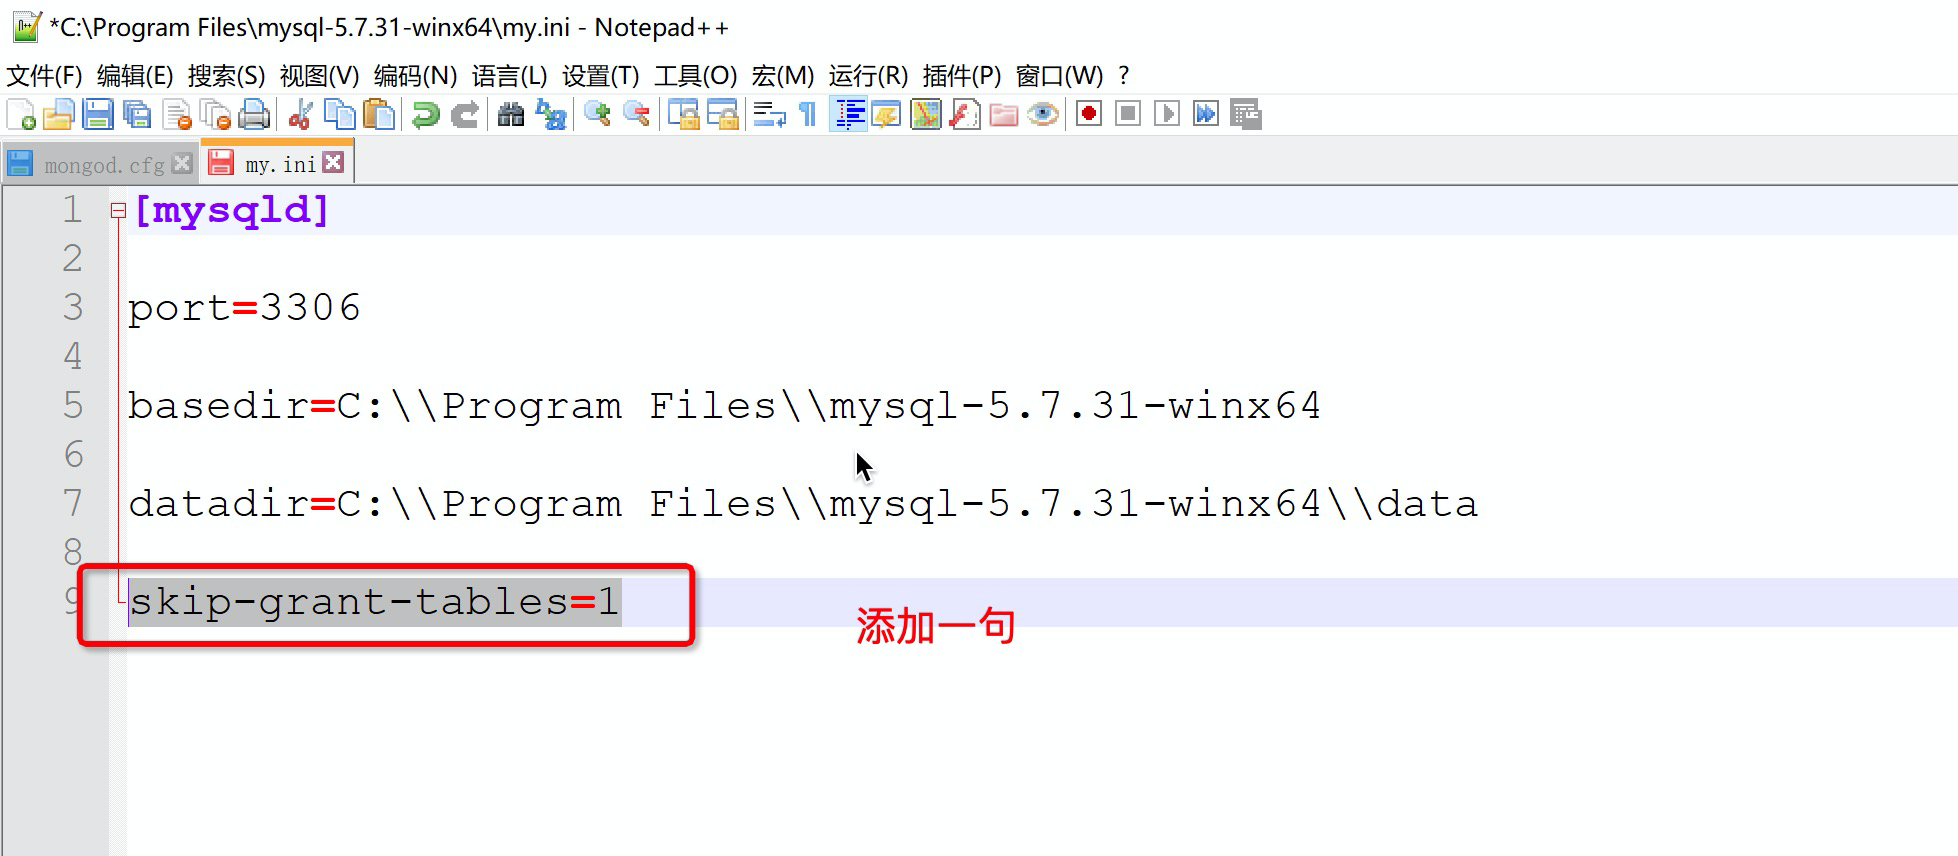 *C:\Program Files\mysql-5.7.31-winx64\my.ini - Notepad++
文件(F) 编辑(E) 搜索(S) 视图(V) 编码(N) 语言(L) 设置(T) 工具(O) 宏(M) 运行(R) 插件(P) 窗口(W) ?
mongod.cfg my.ini
1 [mysqld]
2
3 port=3306
4
5 basedir=C:\\Program Files\\mysql-5.7.31-winx64
6
7 datadir=C:\\Program Files\\mysql-5.7.31-winx64\\data
8
9 skip-grant-tables=1
添加一句